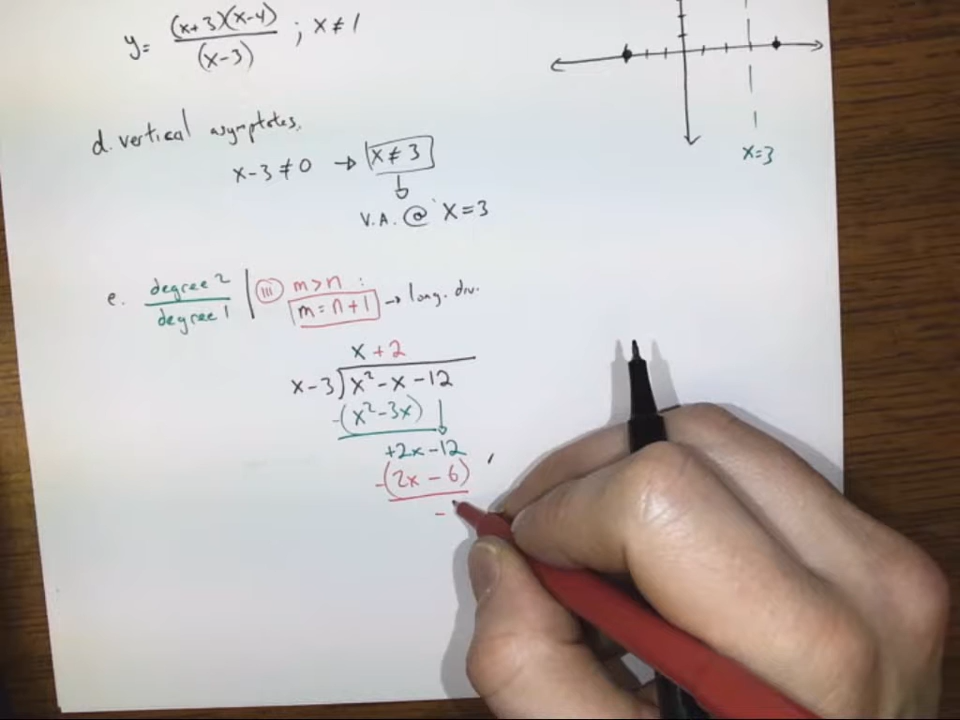 y= (x+3)(x-4)/(x-3) ; x≠1
d. vertical asymptotes.
x-3≠0 → x≠3
V.A. @ x=3
x=3
e. degree 2/degree 1 | iii m>n :
m=n+1 → long. div.
x+2
x-3)x²-x-12
-(x²-3x)
+2x-12
-(2x-6)
-